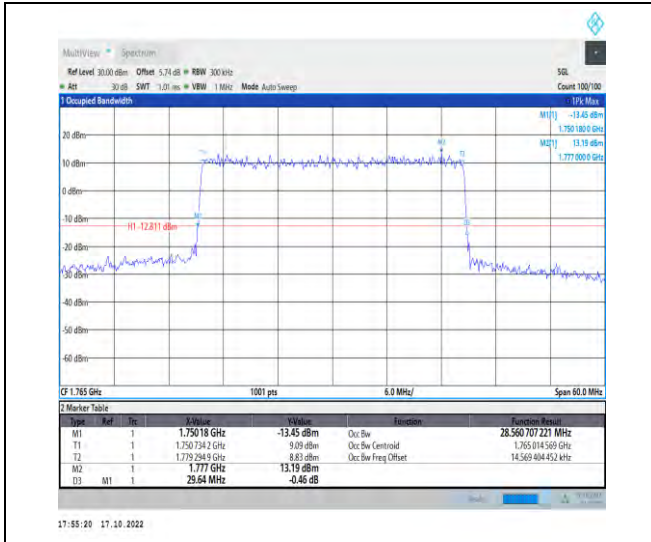 MultiView Spectrum
Ref Level 30.00 dBm Offset 5.74 dB RBW 300 kHz SGL
Att 30 dB SWT 1.01 ms VBW 1 MHz Mode Auto Sweep Count 100/100
1 Occupied Bandwidth 1Pk Max
M1[1] -13.45 dBm
1.750 180 0 GHz
M2[1] 13.19 dBm
1.777 000 0 GHz
20 dBm
M2
T1 T2
10 dBm
0 dBm
-10 dBm
M1
H1 -12.811 dBm D3
-20 dBm
-30 dBm
-40 dBm
-50 dBm
-60 dBm
CF 1.765 GHz 1001 pts 6.0 MHz/ Span 60.0 MHz
2 Marker Table
Type Ref Trc X-Value Y-Value Function Function Result
M1 1 1.75018 GHz -13.45 dBm Occ Bw 28.560 707 221 MHz
T1 1 1.750 734 2 GHz 9.09 dBm Occ Bw Centroid 1.765 014 569 GHz
T2 1 1.779 294 9 GHz 8.83 dBm Occ Bw Freq Offset 14.569 404 452 kHz
M2 1 1.777 GHz 13.19 dBm
D3 M1 1 29.64 MHz -0.46 dB
17:55:20 17.10.2022